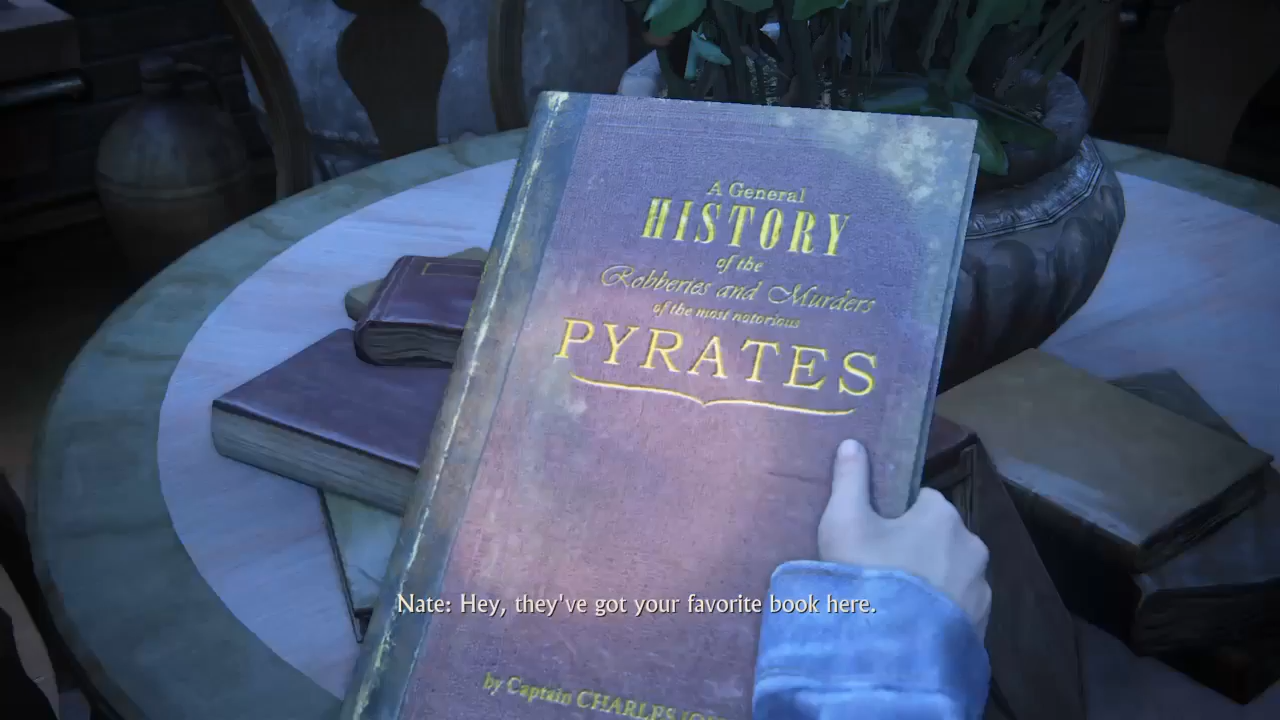 A General
HISTORY
of the
Robberies and Murders
of the most notorious
PYRATES
Nate: Hey, they've got your favorite book here.
by Captain CHARLES